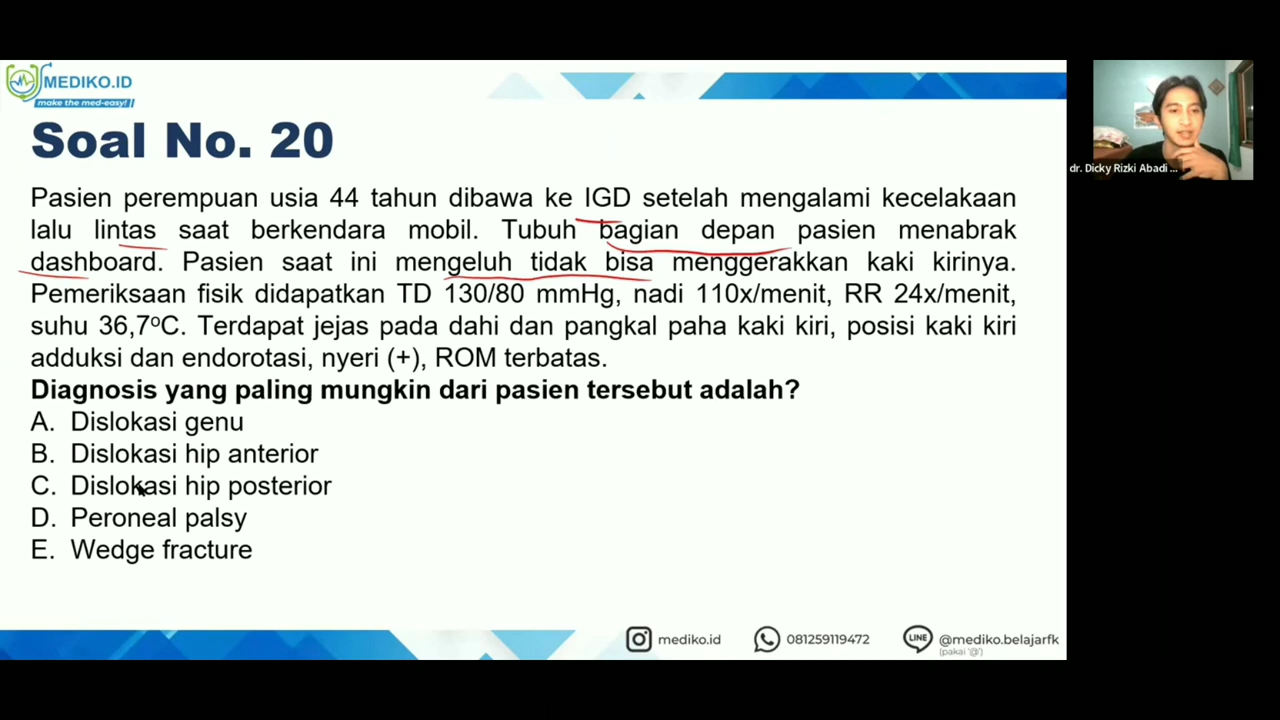 MEDIKO.ID
make the med-easy! //
Soal No. 20
Pasien perempuan usia 44 tahun dibawa ke IGD setelah mengalami kecelakaan
lalu lintas saat berkendara mobil. Tubuh bagian depan pasien menabrak
dashboard. Pasien saat ini mengeluh tidak bisa menggerakkan kaki kirinya.
Pemeriksaan fisik didapatkan TD 130/80 mmHg, nadi 110x/menit, RR 24x/menit,
suhu 36,7ºC. Terdapat jejas pada dahi dan pangkal paha kaki kiri, posisi kaki kiri
adduksi dan endorotasi, nyeri (+), ROM terbatas.
Diagnosis yang paling mungkin dari pasien tersebut adalah?
A. Dislokasi genu
B. Dislokasi hip anterior
C. Dislokasi hip posterior
D. Peroneal palsy
E. Wedge fracture
mediko.id
081259119472
LINE
@mediko.belajarfk
(pakai '@')
dr. Dicky Rizki Abadi ...